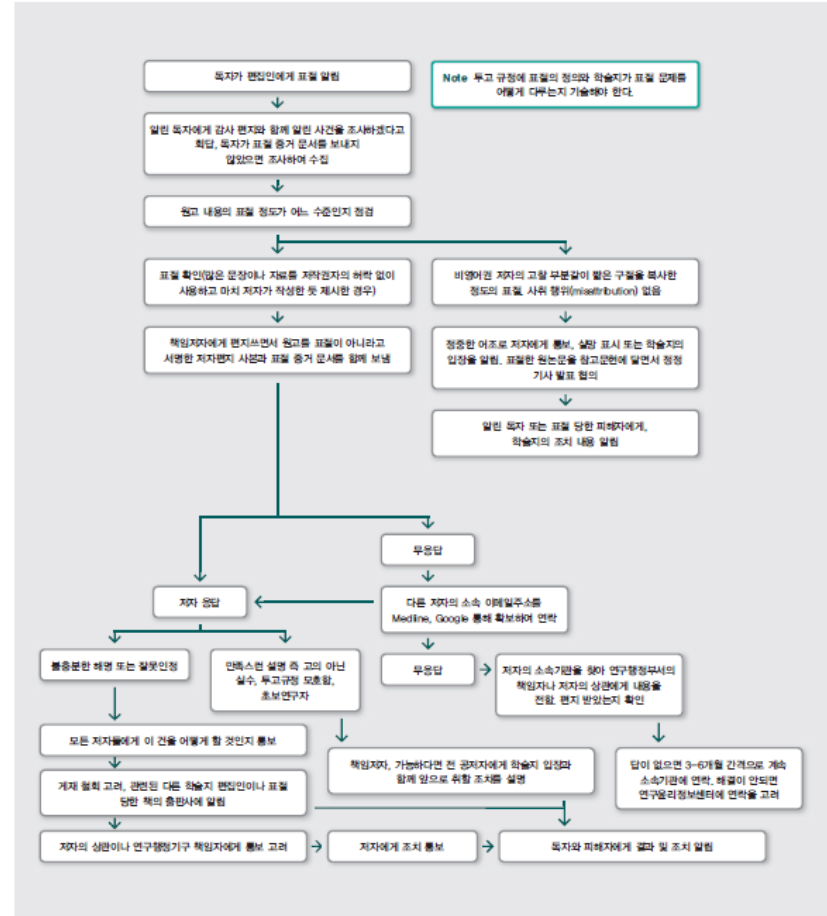 독자가 편집인에게 표절 알림
Note 투고 규정에 표절의 정의와 학술지가 표절 문제를
어떻게 다루는지 기술해야 한다.
알린 독자에게 감사 편지와 함께 알린 사건을 조사하겠다고
회답, 독자가 표절 증거 문서를 보내지
않았으면 조사하여 수집
원고 내용의 표절 정도가 어느 수준인지 점검
표절 확인(많은 문장이나 자료를 저작권자의 허락 없이
사용하고 마치 저자가 작성한 듯 제시한 경우)
비영어권 저자의 고찰 부분같이 짧은 구절을 복사한
정도의 표절, 사취 행위(misattribution) 없음
책임저자에게 편지쓰면서 원고를 표절이 아니라고
서명한 저자편지 사본과 표절 증거 문서를 함께 보냄
정중한 어조로 저자에게 통보, 실망 표시 또는 학술지의
입장을 알림. 표절한 원논문을 참고문헌에 달면서 정정
기사 발표 협의
알린 독자 또는 표절 당한 피해자에게,
학술지의 조치 내용 알림
무응답
저자 응답
다른 저자의 소속 이메일주소를
Medline, Google 통해 확보하여 연락
불충분한 해명 또는 잘못인정
만족스런 설명 즉 고의 아닌
실수, 투고규정 모호함,
초보연구자
무응답
저자의 소속기관을 찾아 연구행정부서의
책임자나 저자의 상관에게 내용을
전함. 편지 받았는지 확인
모든 저자들에게 이 건을 어떻게 할 것인지 통보
책임저자, 가능하다면 전 공저자에게 학술지 입장과
함께 앞으로 취할 조치를 설명
답이 없으면 3-6개월 간격으로 계속
소속기관에 연락. 해결이 안되면
연구윤리정보센터에 연락을 고려
게재 철회 고려, 관련된 다른 학술지 편집인이나 표절
당한 책의 출판사에 알림
저자의 상관이나 연구행정기구 책임자에게 통보 고려
저자에게 조치 통보
독자와 피해자에게 결과 및 조치 알림